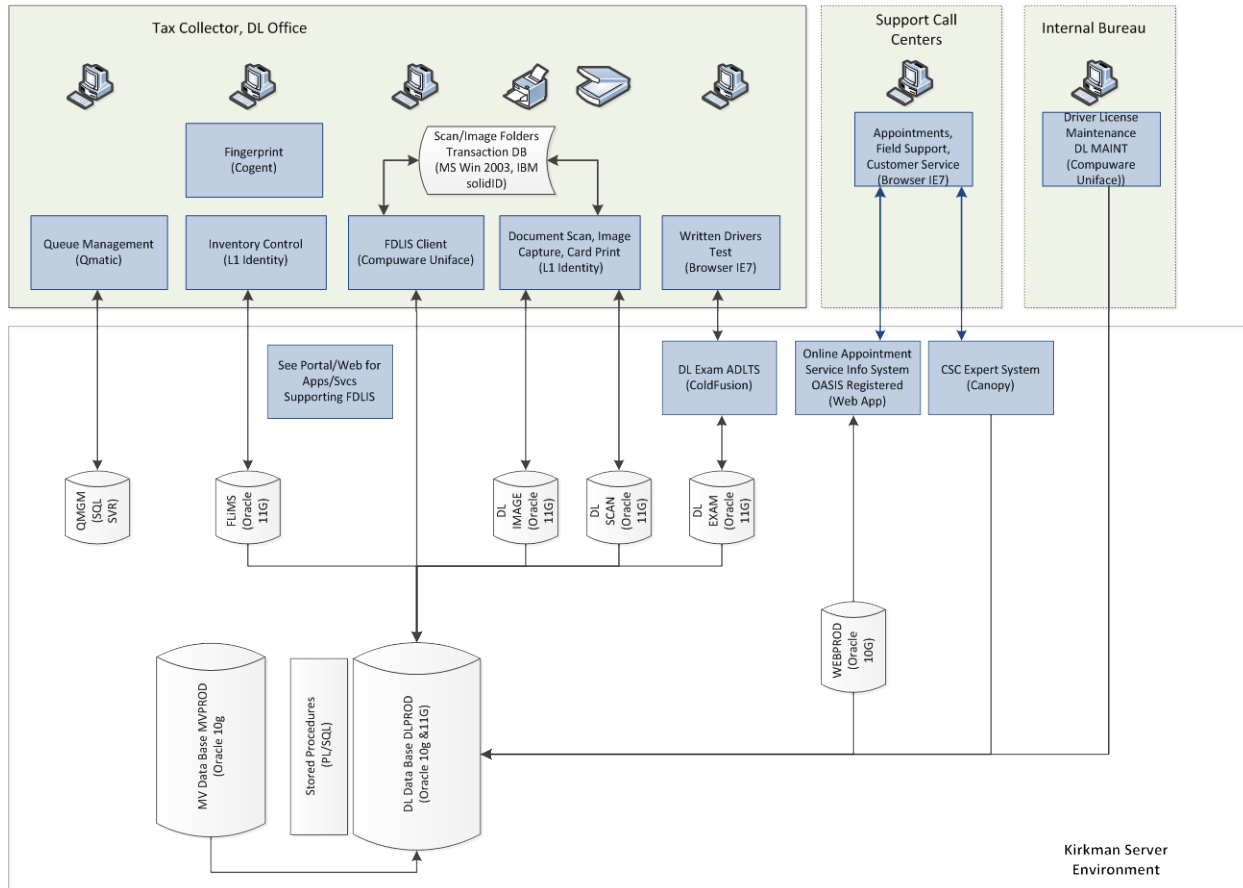 Tax Collector, DL Office
Support Call
Centers
Internal Bureau
Fingerprint
(Cogent)
Scan/Image Folders
Transaction DB
(MS Win 2003, IBM
solidID)
Appointments,
Field Support,
Customer Service
(Browser IE7)
Driver License
Maintenance
DL MAINT
(Compuware
Uniface))
Queue Management
(Qmatic)
Inventory Control
(L1 Identity)
FDLIS Client
(Compuware Uniface)
Document Scan, Image
Capture, Card Print
(L1 Identity)
Written Drivers
Test
(Browser IE7)
See Portal/Web for
Apps/Svcs
Supporting FDLIS
DL Exam ADLTS
(ColdFusion)
Online Appointment
Service Info System
OASIS Registered
(Web App)
CSC Expert System
(Canopy)
QMGM
(SQL
SVR)
FLiMS
(Oracle
11G)
DL
IMAGE
(Oracle
11G)
DL
SCAN
(Oracle
11G)
DL
EXAM
(Oracle
11G)
WEBPROD
(Oracle
10G)
MV Data Base MVPROD
(Oracle 10g
Stored Procedures
(PL/SQL)
DL Data Base DLPROD
(Oracle 10g &11G)
Kirkman Server
Environment